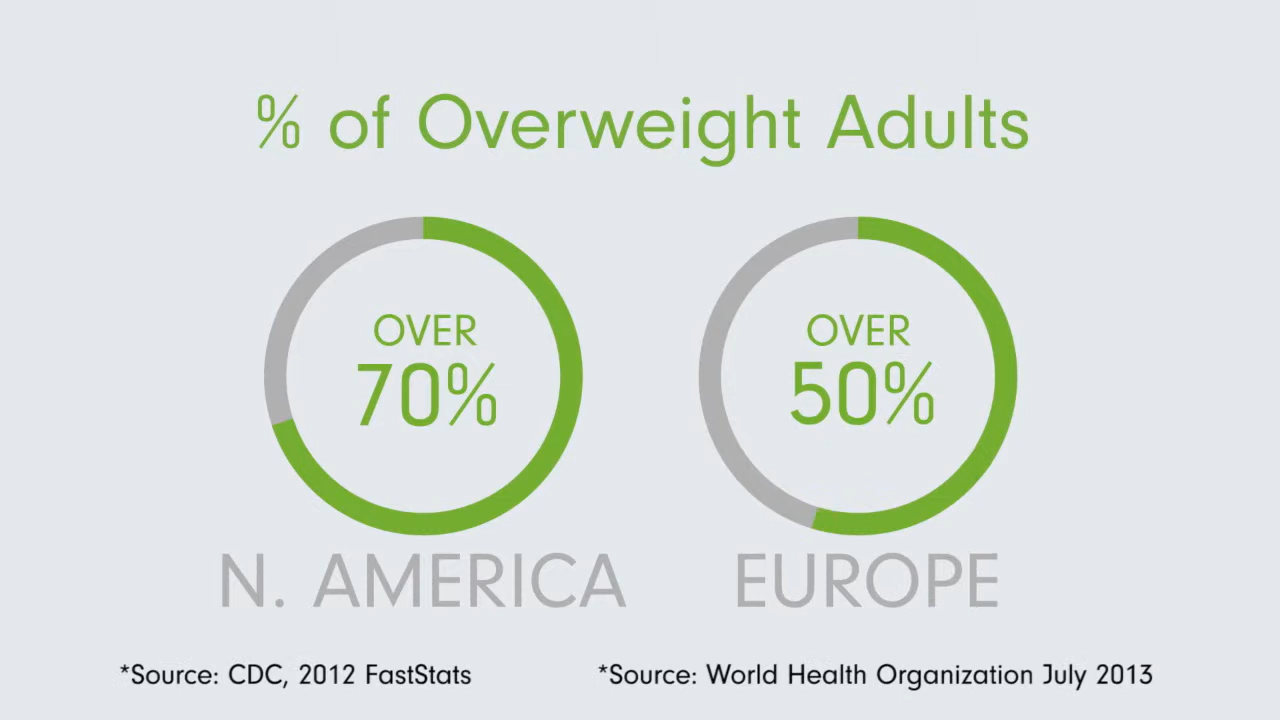 % of Overweight Adults
OVER
70%
N. AMERICA
OVER
50%
EUROPE
*Source: CDC, 2012 FastStats
*Source: World Health Organization July 2013